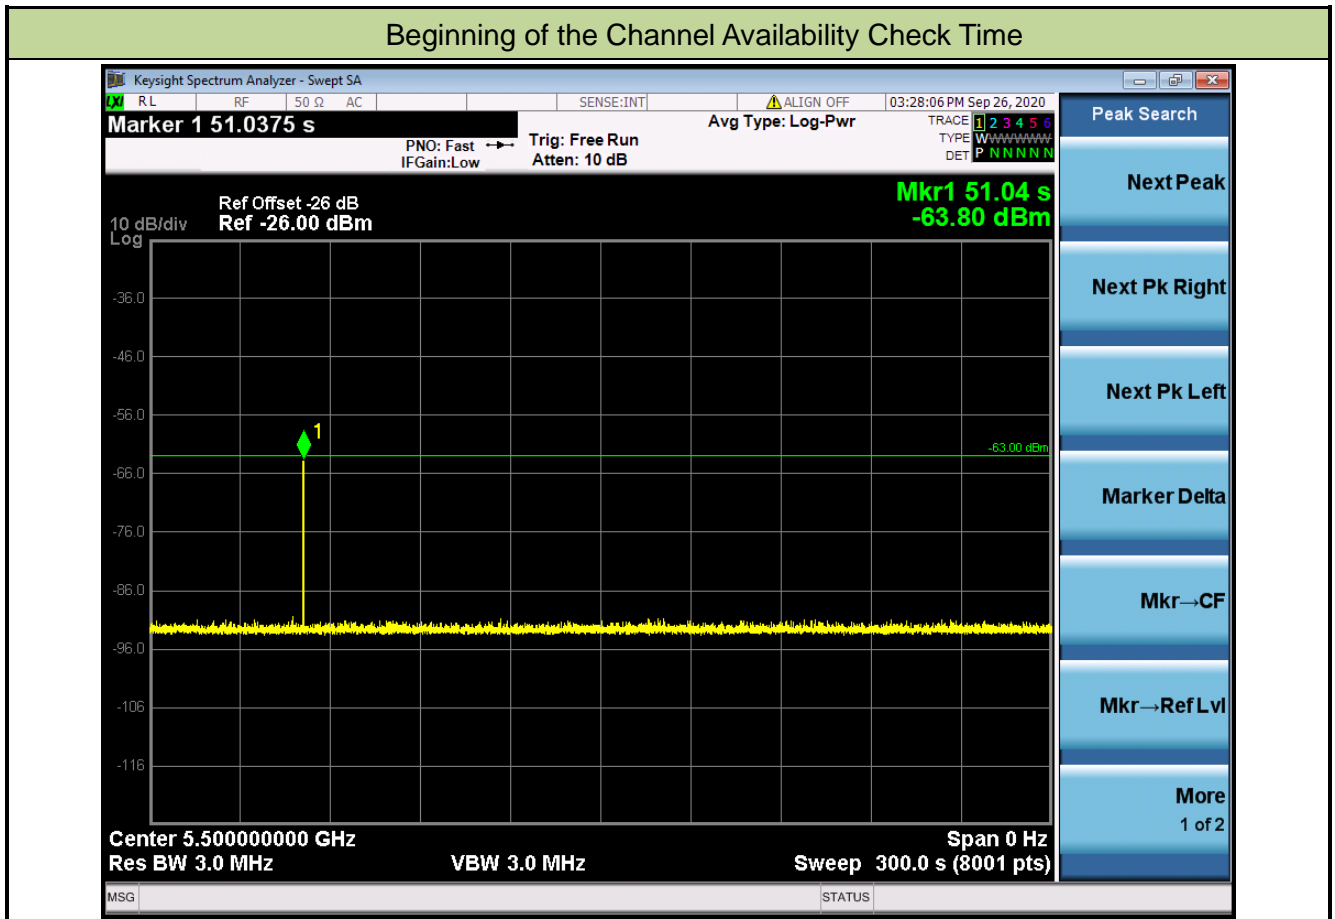 Beginning of the Channel Availability Check Time
Keysight Spectrum Analyzer - Swept SA
LXI RL RF 50 Ω AC SENSE:INT ALIGN OFF 03:28:06 PM Sep 26, 2020
Marker 1 51.0375 s
PNO: Fast
IFGain:Low
Trig: Free Run
Atten: 10 dB
Avg Type: Log-Pwr
TRACE 1 2 3 4 5 6
TYPE WWWWWW
DET P N N N N N
Mkr1 51.04 s
-63.80 dBm
Ref Offset -26 dB
10 dB/div Ref -26.00 dBm
Log
-36.0
-46.0
-56.0
1
-63.00 dBm
-66.0
-76.0
-86.0
-96.0
-106
-116
Center 5.500000000 GHz Span 0 Hz
Res BW 3.0 MHz VBW 3.0 MHz Sweep 300.0 s (8001 pts)
MSG STATUS
Peak Search
Next Peak
Next Pk Right
Next Pk Left
Marker Delta
Mkr→CF
Mkr→Ref Lvl
More
1 of 2